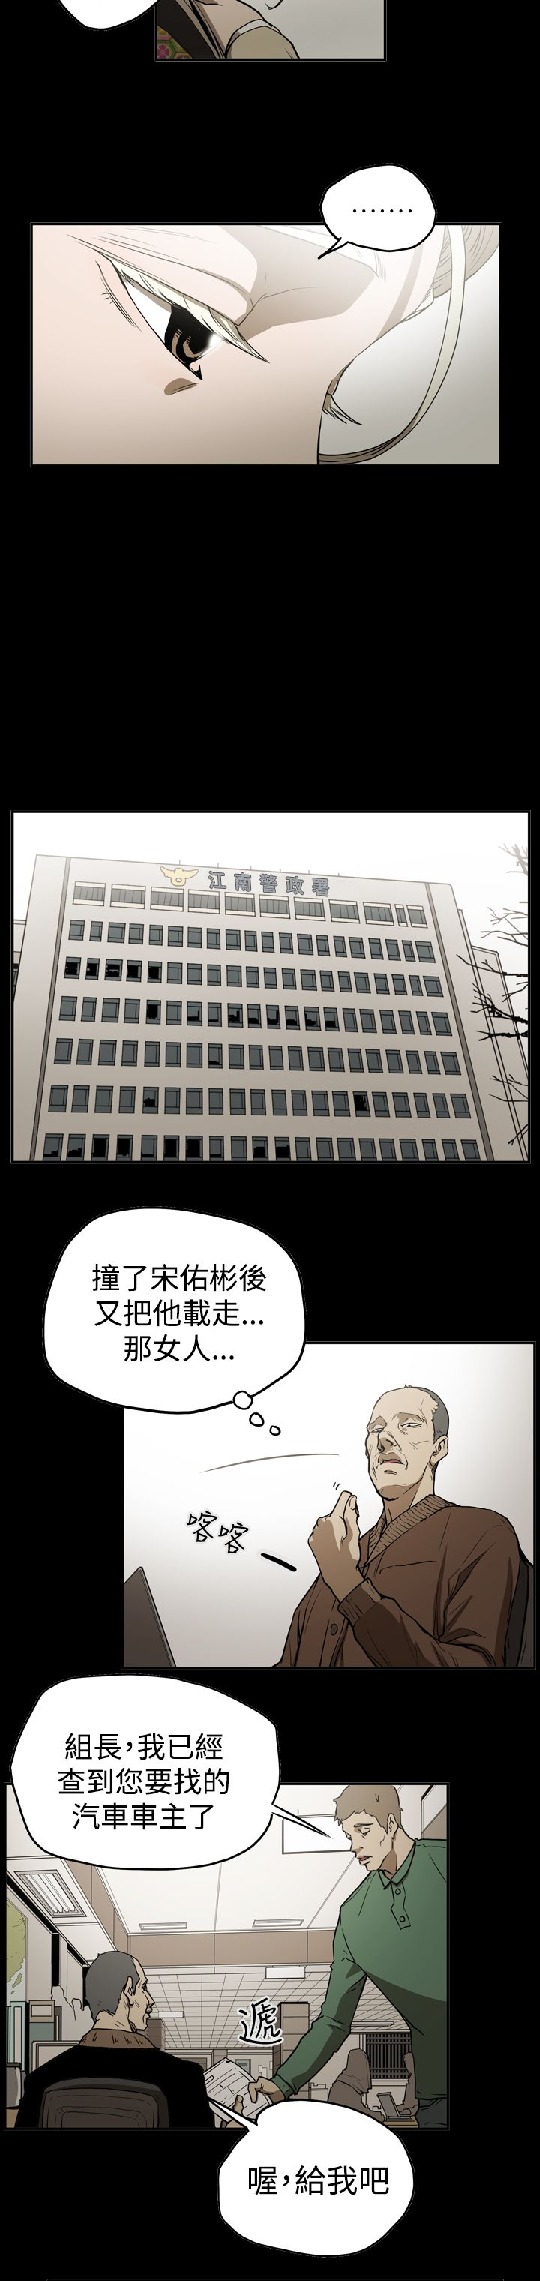 .......
江南警政署
撞了宋佑彬後
又把他載走...
那女人...
喀喀
組長,我已經
查到您要找的
汽車車主了
遞
喔,給我吧